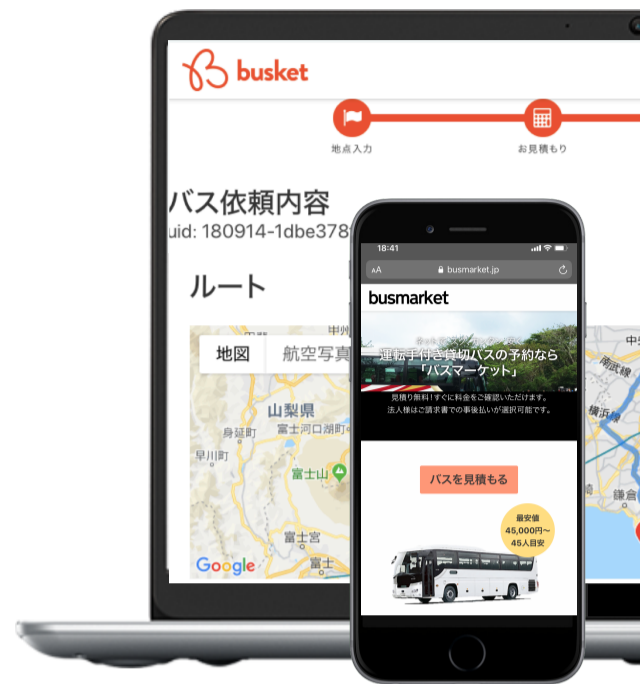 busket
地点入力
お見積もり
バス依頼内容
uid: 180914-1dbe378
ルート
地図
航空写真
甲州
山梨県
身延町
富士河口湖町
早川町
富士山
富士宮
富士
Google
南武線
横浜線
鎌倉
18:41
AA
busmarket.jp
busmarket
運転手付き貸切バスの予約なら
「バスマーケット」
見積り無料!すぐに料金をご確認いただけます。
法人様はご請求書での事後払いが選択可能です。
バスを見積もる
最安値
45,000円〜
45人目安